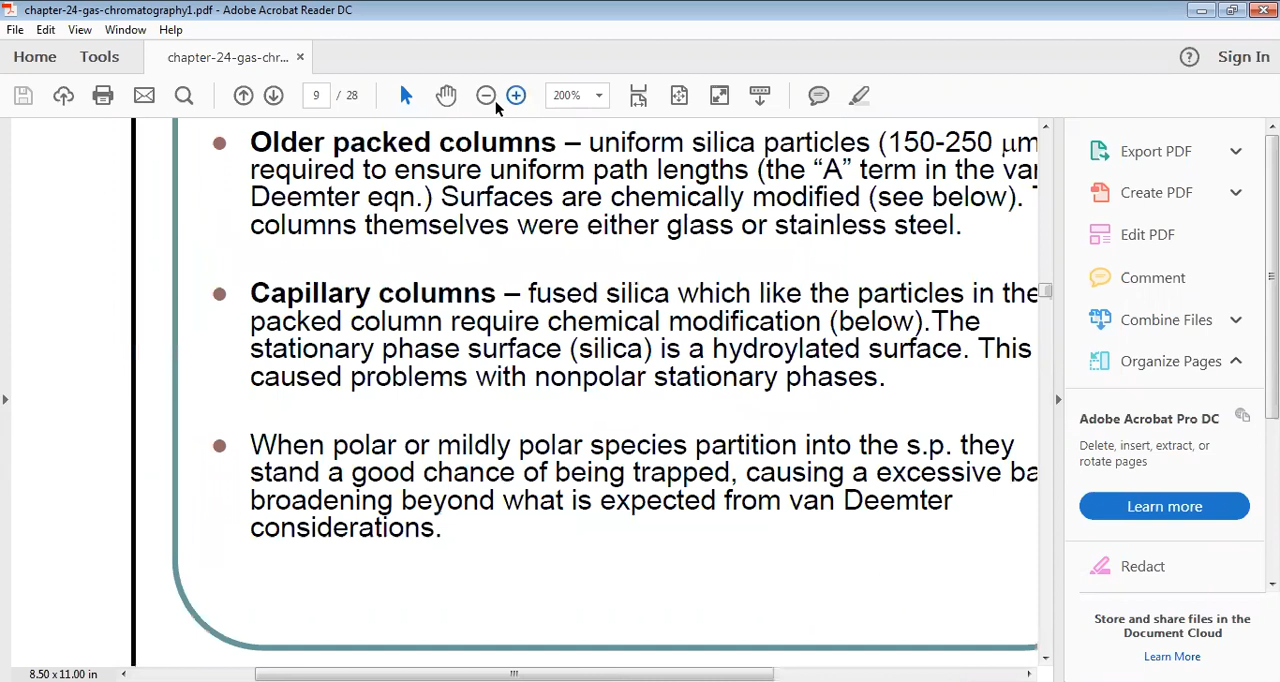 chapter-24-gas-chromatography1.pdf - Adobe Acrobat Reader DC
File Edit View Window Help
Home Tools chapter-24-gas-chr... × Sign In
9 / 28 200%
Older packed columns – uniform silica particles (150-250 μm
required to ensure uniform path lengths (the “A” term in the
Deemter eqn.) Surfaces are chemically modified (see below).
columns themselves were either glass or stainless steel.
Capillary columns – fused silica which like the particles in the
packed column require chemical modification (below).The
stationary phase surface (silica) is a hydroylated surface. This
caused problems with nonpolar stationary phases.
When polar or mildly polar species partition into the s.p. they
stand a good chance of being trapped, causing a excessive ba
broadening beyond what is expected from van Deemter
considerations.
Export PDF
Create PDF
Edit PDF
Comment
Combine Files
Organize Pages
Adobe Acrobat Pro DC
Delete, insert, extract, or
rotate pages
Learn more
Redact
Store and share files in the
Document Cloud
Learn More
8.50 x 11.00 in